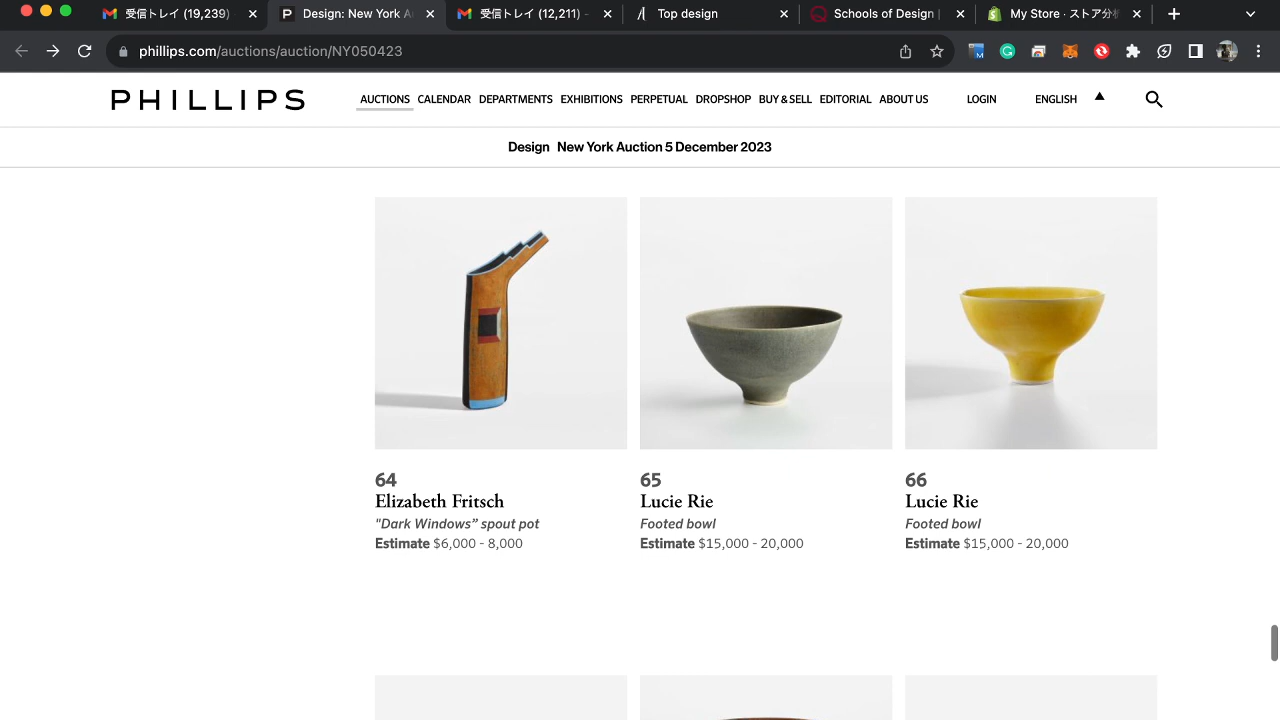 受信トレイ (19,239)
Design: New York A
受信トレイ (12,211) -
Top design
Schools of Design |
My Store · ストア分析
phillips.com/auctions/auction/NY050423
PHILLIPS
AUCTIONS CALENDAR DEPARTMENTS EXHIBITIONS PERPETUAL DROPSHOP BUY & SELL EDITORIAL ABOUT US LOGIN ENGLISH
Design New York Auction 5 December 2023
64
Elizabeth Fritsch
"Dark Windows” spout pot
Estimate $6,000 - 8,000
65
Lucie Rie
Footed bowl
Estimate $15,000 - 20,000
66
Lucie Rie
Footed bowl
Estimate $15,000 - 20,000